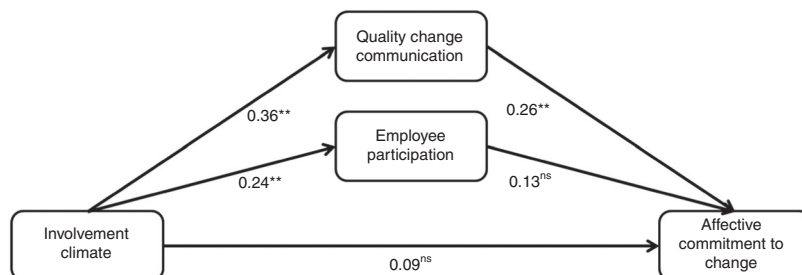 Quality change
communication
0.36**
0.26**
Employee
participation
0.24**
0.13ns
Involvement
climate
Affective
commitment to
change
0.09ns